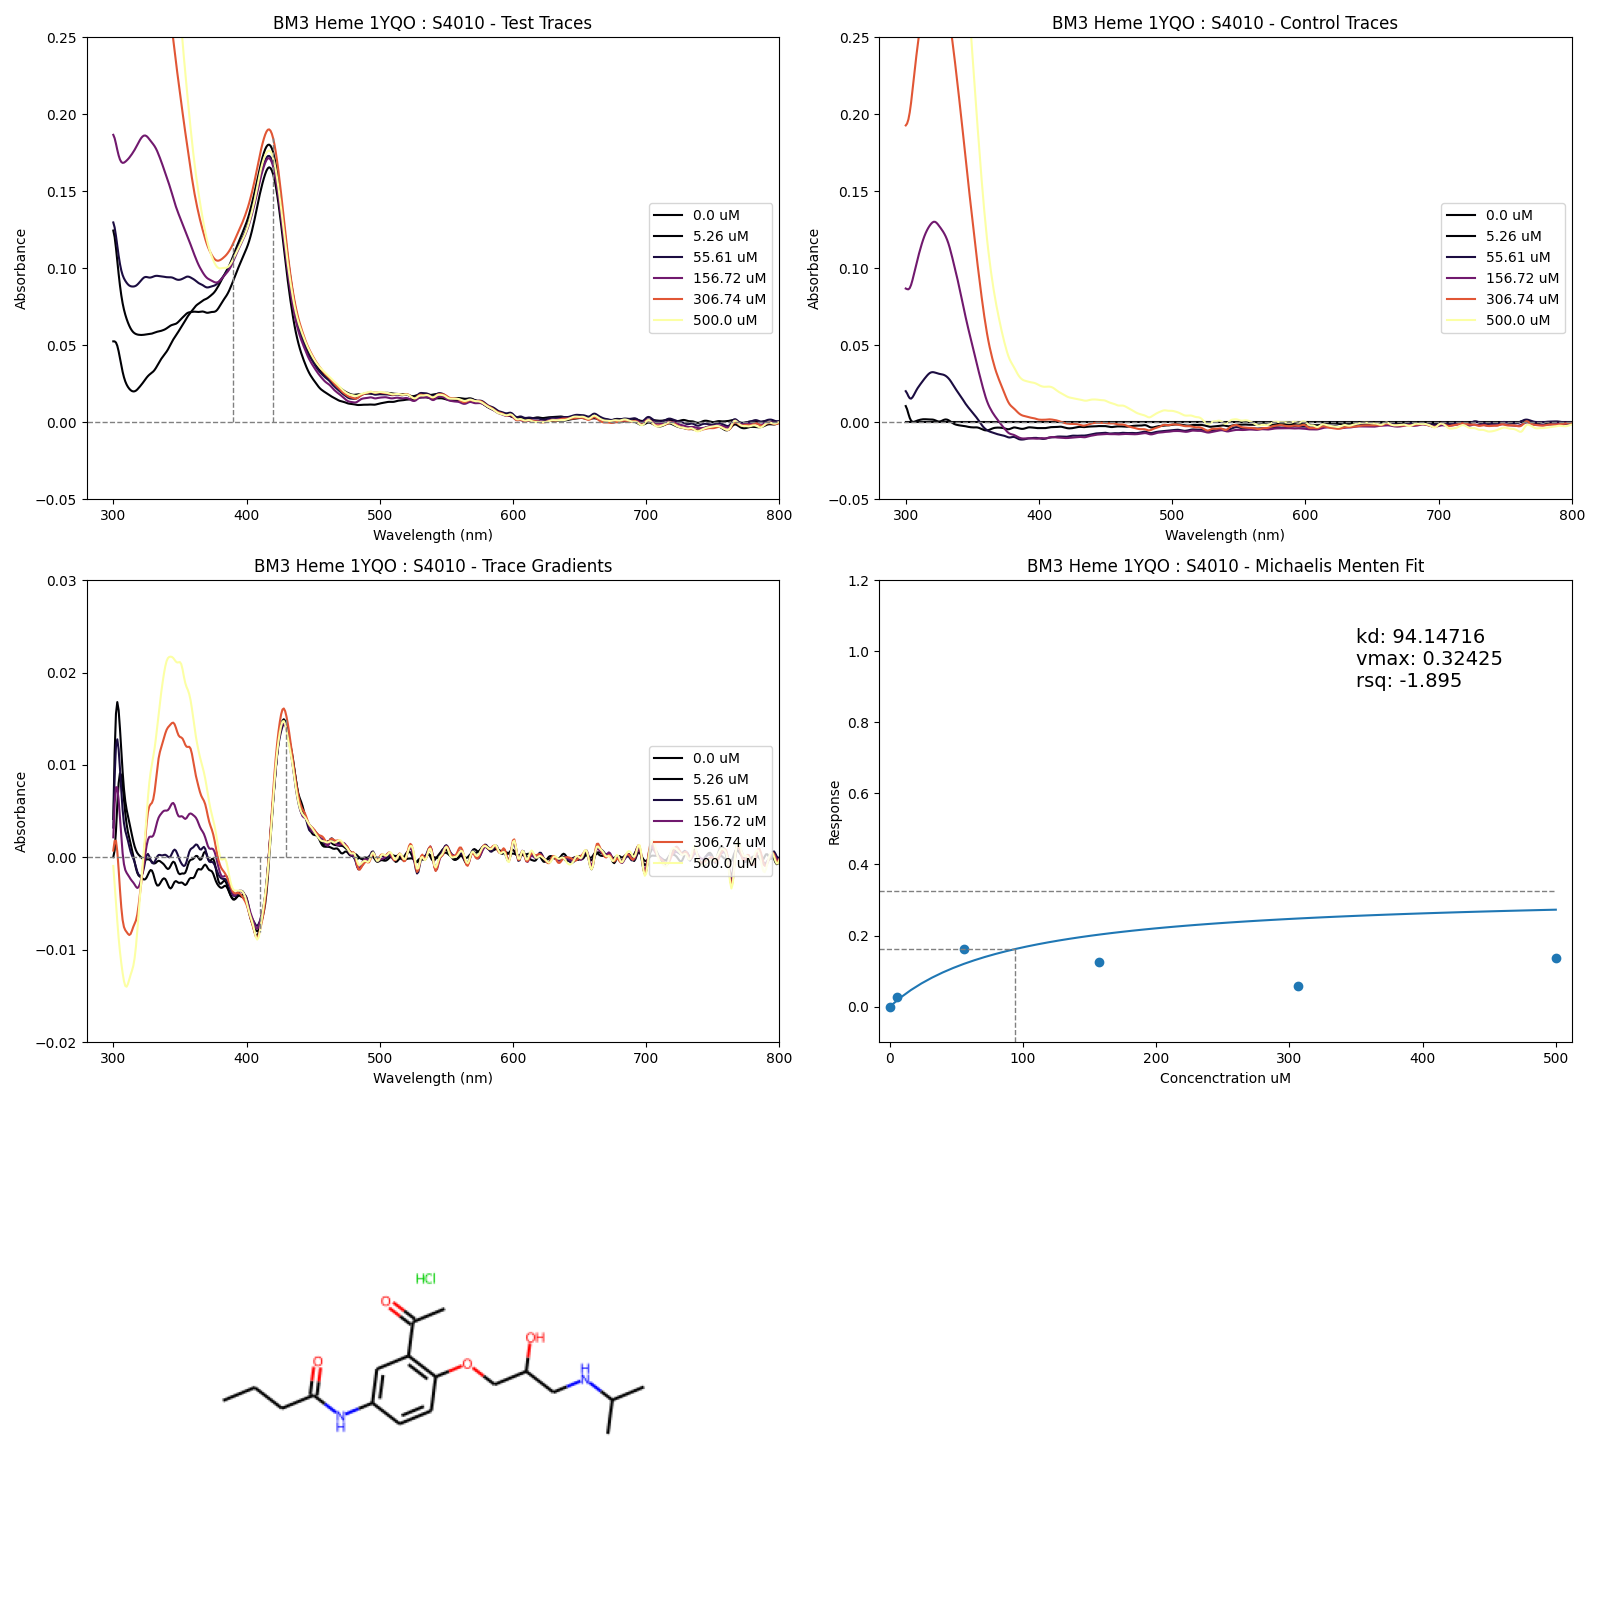 BM3 Heme 1YQO : S4010 - Test Traces
0.25
0.20
0.15
0.10
0.05
0.00
−0.05
Absorbance
300 400 500 600 700 800
Wavelength (nm)
0.0 uM
5.26 uM
55.61 uM
156.72 uM
306.74 uM
500.0 uM
BM3 Heme 1YQO : S4010 - Control Traces
0.25
0.20
0.15
0.10
0.05
0.00
−0.05
Absorbance
300 400 500 600 700 800
Wavelength (nm)
0.0 uM
5.26 uM
55.61 uM
156.72 uM
306.74 uM
500.0 uM
BM3 Heme 1YQO : S4010 - Trace Gradients
0.03
0.02
0.01
0.00
−0.01
−0.02
Absorbance
300 400 500 600 700 800
Wavelength (nm)
0.0 uM
5.26 uM
55.61 uM
156.72 uM
306.74 uM
500.0 uM
BM3 Heme 1YQO : S4010 - Michaelis Menten Fit
1.2
1.0
0.8
0.6
0.4
0.2
0.0
Response
kd: 94.14716
vmax: 0.32425
rsq: -1.895
0 100 200 300 400 500
Concenctration uM
HCl
O
OH
O
O
H
N
N
H